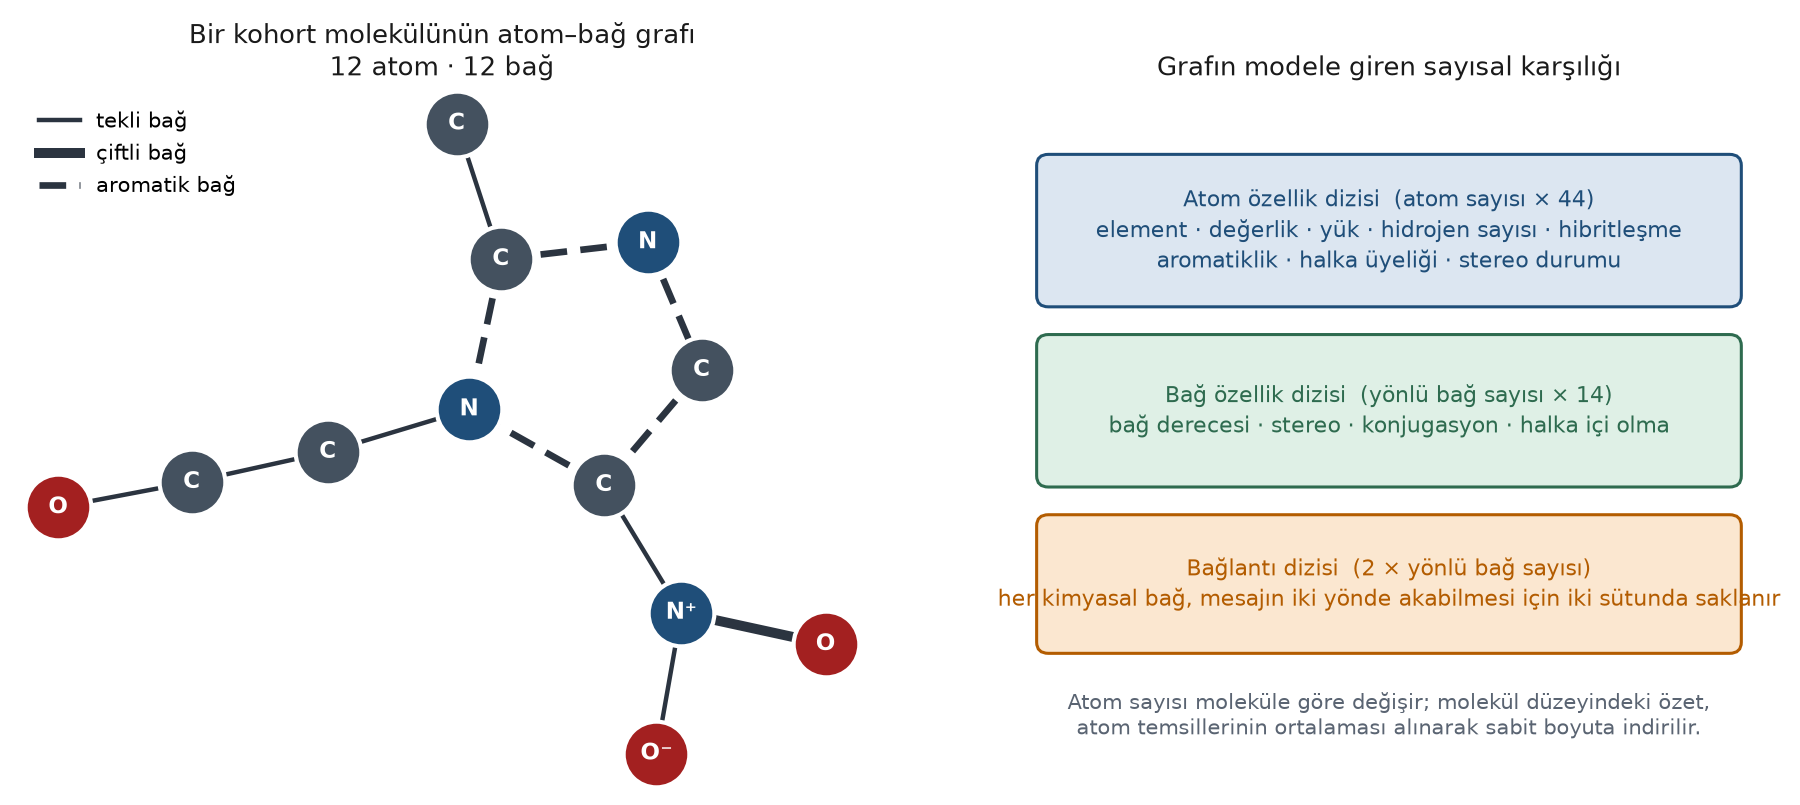 Bir kohort molekülünün atom–bağ grafı
12 atom · 12 bağ
tekli bağ
çiftli bağ
aromatik bağ
C
C
N
C
N
C
C
C
O
N⁺
O
O⁻
Grafın modele giren sayısal karşılığı
Atom özellik dizisi (atom sayısı × 44)
element · değerlik · yük · hidrojen sayısı · hibritleşme
aromatiklik · halka üyeliği · stereo durumu
Bağ özellik dizisi (yönlü bağ sayısı × 14)
bağ derecesi · stereo · konjugasyon · halka içi olma
Bağlantı dizisi (2 × yönlü bağ sayısı)
her kimyasal bağ, mesajın iki yönde akabilmesi için iki sütunda saklanır
Atom sayısı moleküle göre değişir; molekül düzeyindeki özet,
atom temsillerinin ortalaması alınarak sabit boyuta indirilir.